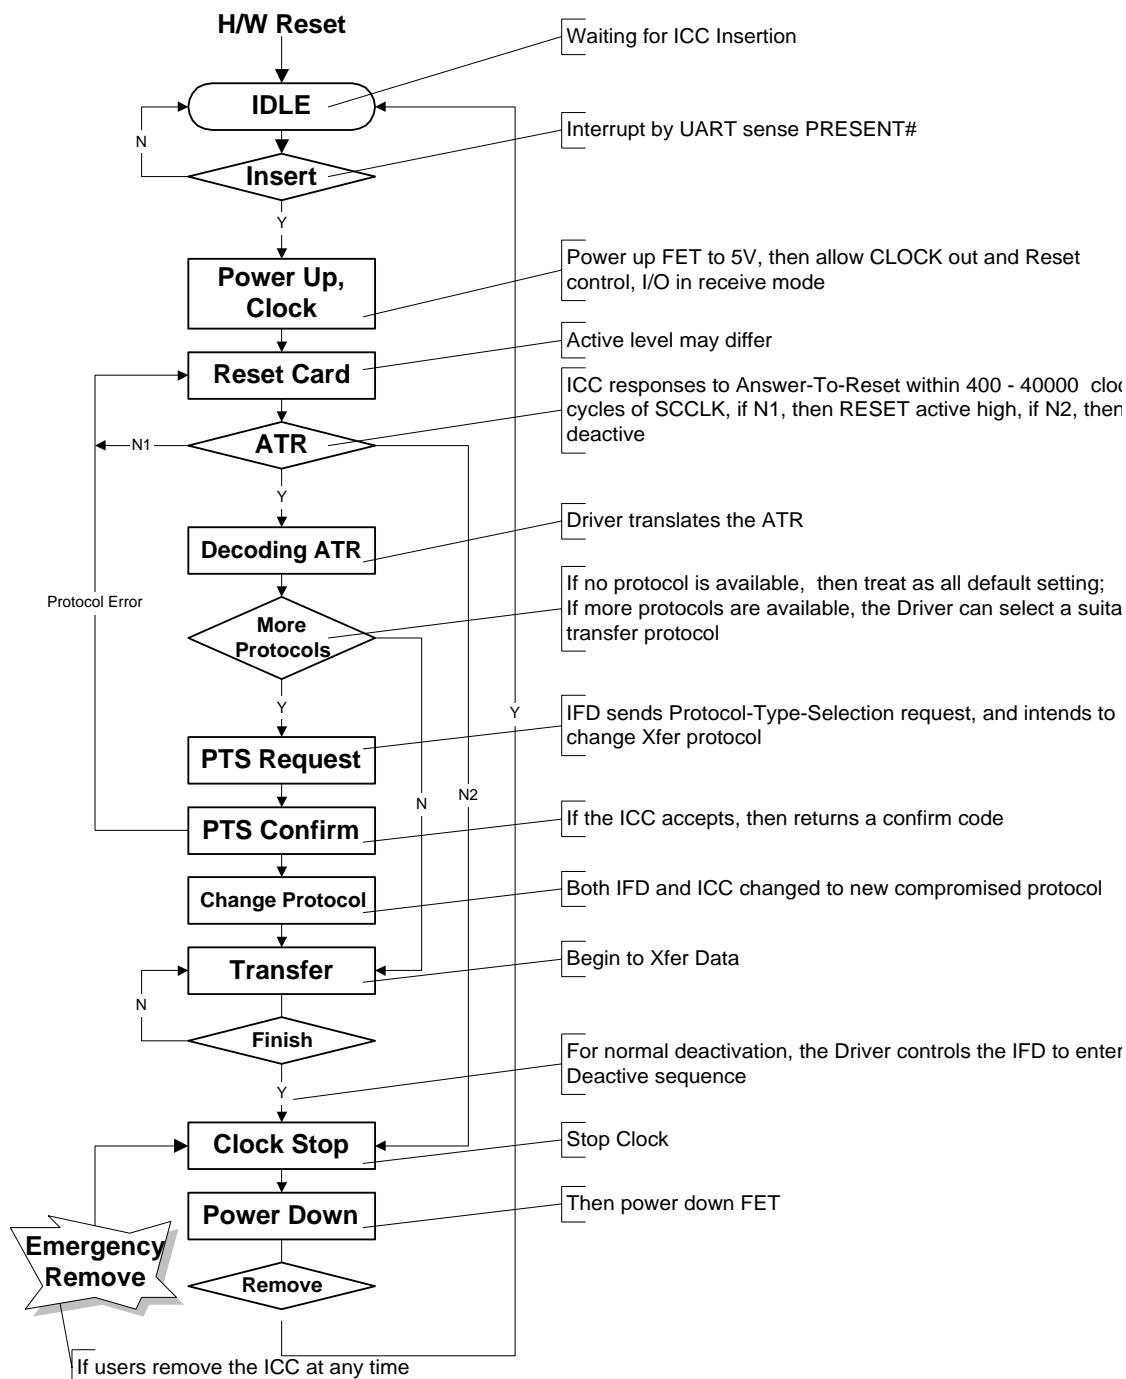 H/W Reset
Waiting for ICC Insertion
IDLE
Interrupt by UART sense PRESENT#
N
Insert
Y
Power up FET to 5V, then allow CLOCK out and Reset
control, I/O in receive mode
Power Up,
Clock
Active level may differ
Reset Card
ICC responses to Answer-To-Reset within 400 - 40000
cycles of SCCLK, if N1, then RESET active high, if N2, then
deactive
N1
ATR
Y
Driver translates the ATR
Decoding ATR
Protocol Error
If no protocol is available, then treat as all default setting;
If more protocols are available, the Driver can select a
transfer protocol
More
Protocols
Y
Y
IFD sends Protocol-Type-Selection request, and intends to
change Xfer protocol
PTS Request
N
N2
PTS Confirm
If the ICC accepts, then returns a confirm code
Change Protocol
Both IFD and ICC changed to new compromised protocol
Transfer
Begin to Xfer Data
N
Finish
For normal deactivation, the Driver controls the IFD to enter
Deactive sequence
Y
Clock Stop
Stop Clock
Power Down
Then power down FET
Emergency
Remove
Remove
If users remove the ICC at any time